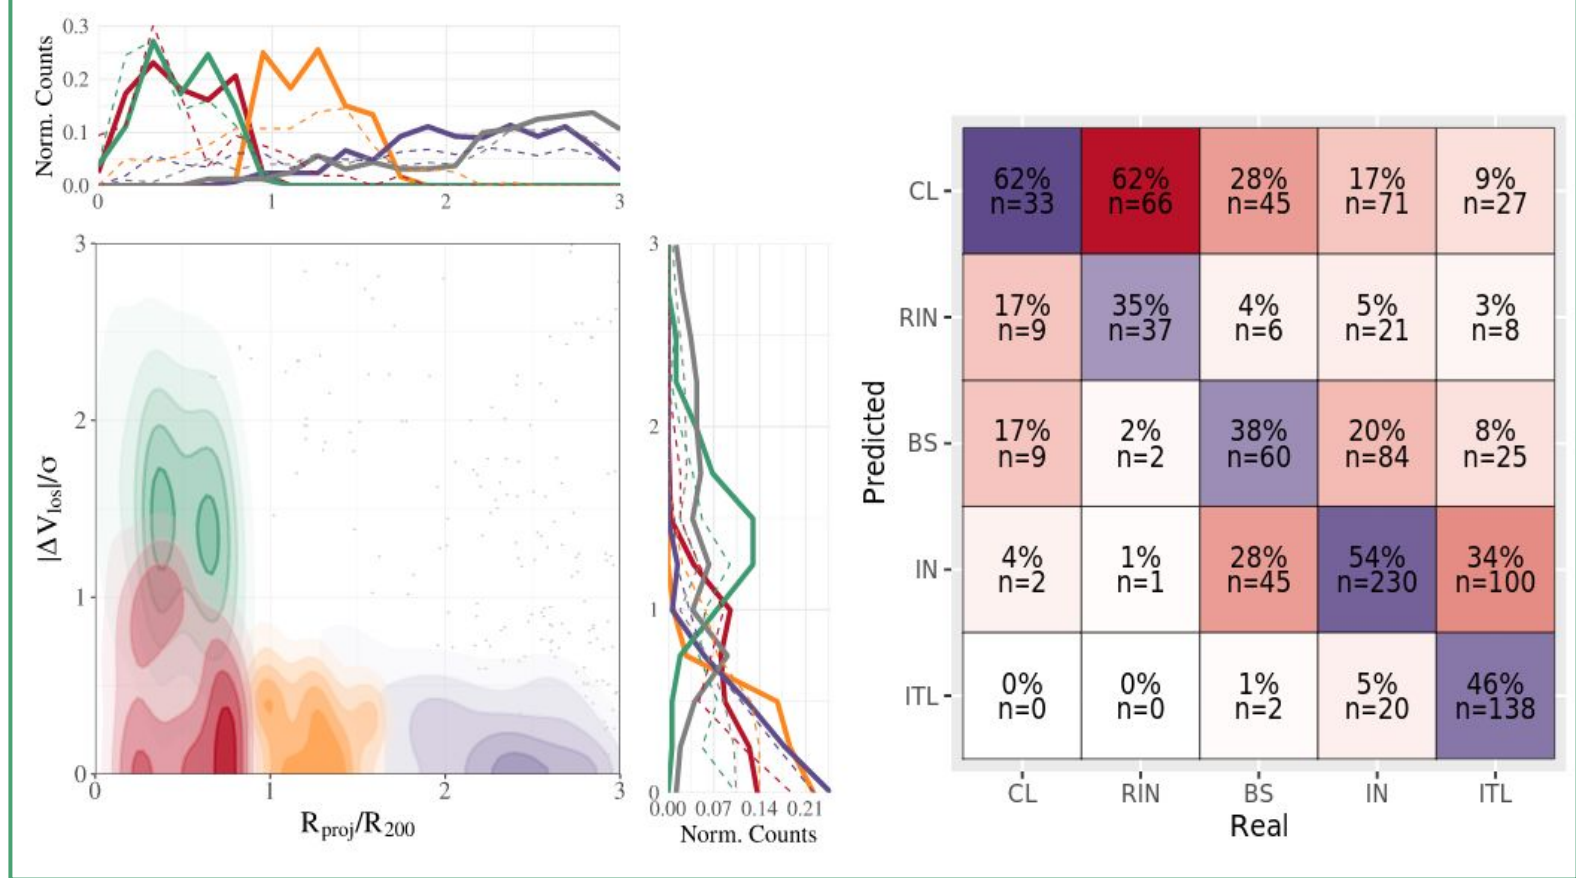 0.3
0.2
0.1
0.0
Norm. Counts
0 1 2 3
3
2
1
0
|ΔVlos|/σ
0 1 2 3
Rproj/R200
3
2
1
0
0.00 0.07 0.14 0.21
Norm. Counts
Predicted
CL
62% 62% 28% 17% 9%
n=33 n=66 n=45 n=71 n=27
RIN
17% 35% 4% 5% 3%
n=9 n=37 n=6 n=21 n=8
BS
17% 2% 38% 20% 8%
n=9 n=2 n=60 n=84 n=25
IN
4% 1% 28% 54% 34%
n=2 n=1 n=45 n=230 n=100
ITL
0% 0% 1% 5% 46%
n=0 n=0 n=2 n=20 n=138
CL RIN BS IN ITL
Real